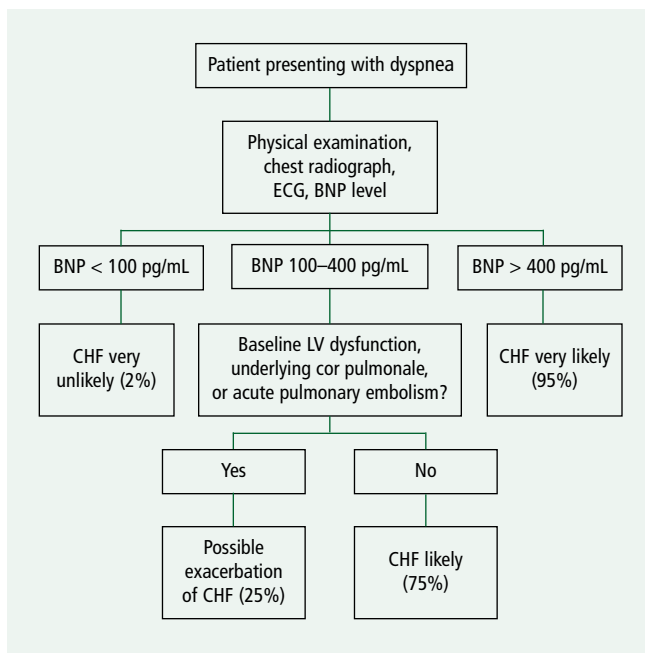 Patient presenting with dyspnea
Physical examination,
chest radiograph,
ECG, BNP level
BNP < 100 pg/mL
BNP 100–400 pg/mL
BNP > 400 pg/mL
CHF very
unlikely (2%)
Baseline LV dysfunction,
underlying cor pulmonale,
or acute pulmonary embolism?
CHF very likely
(95%)
Yes
No
Possible
exacerbation
of CHF (25%)
CHF likely
(75%)